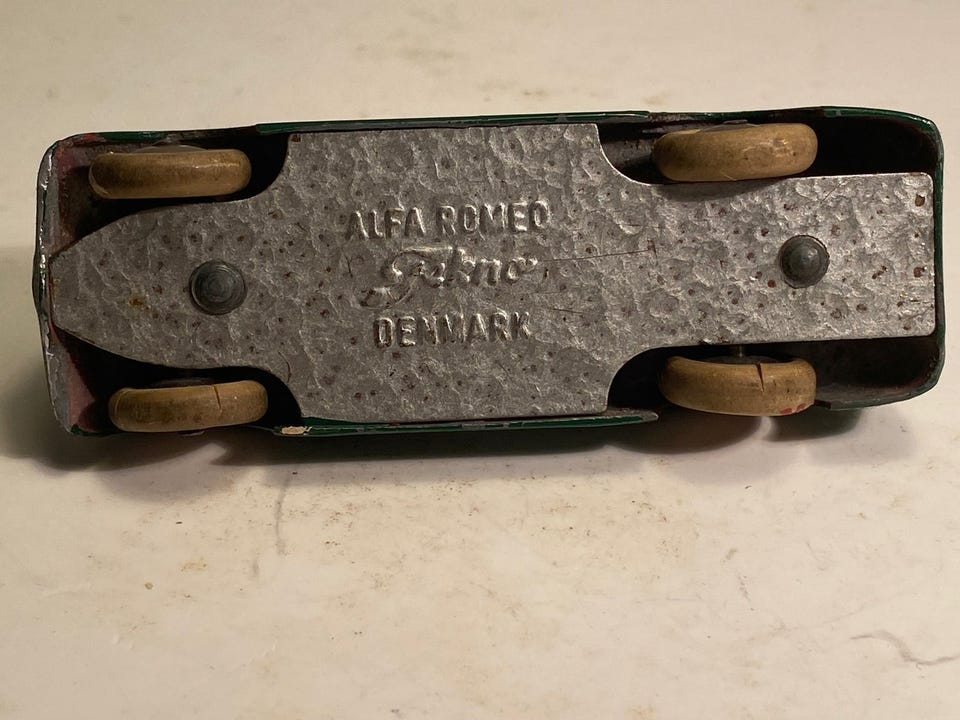 ALFA ROMEO
Tekno
DENMARK